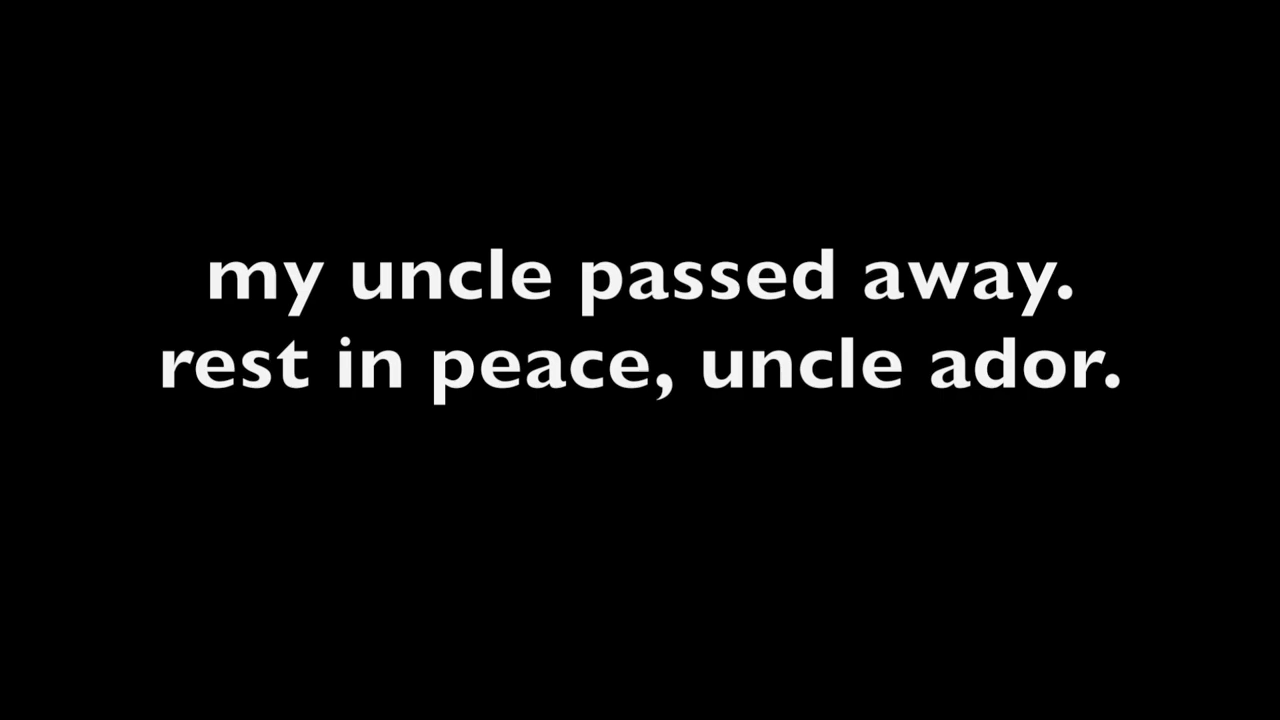 my uncle passed away.
rest in peace, uncle ador.